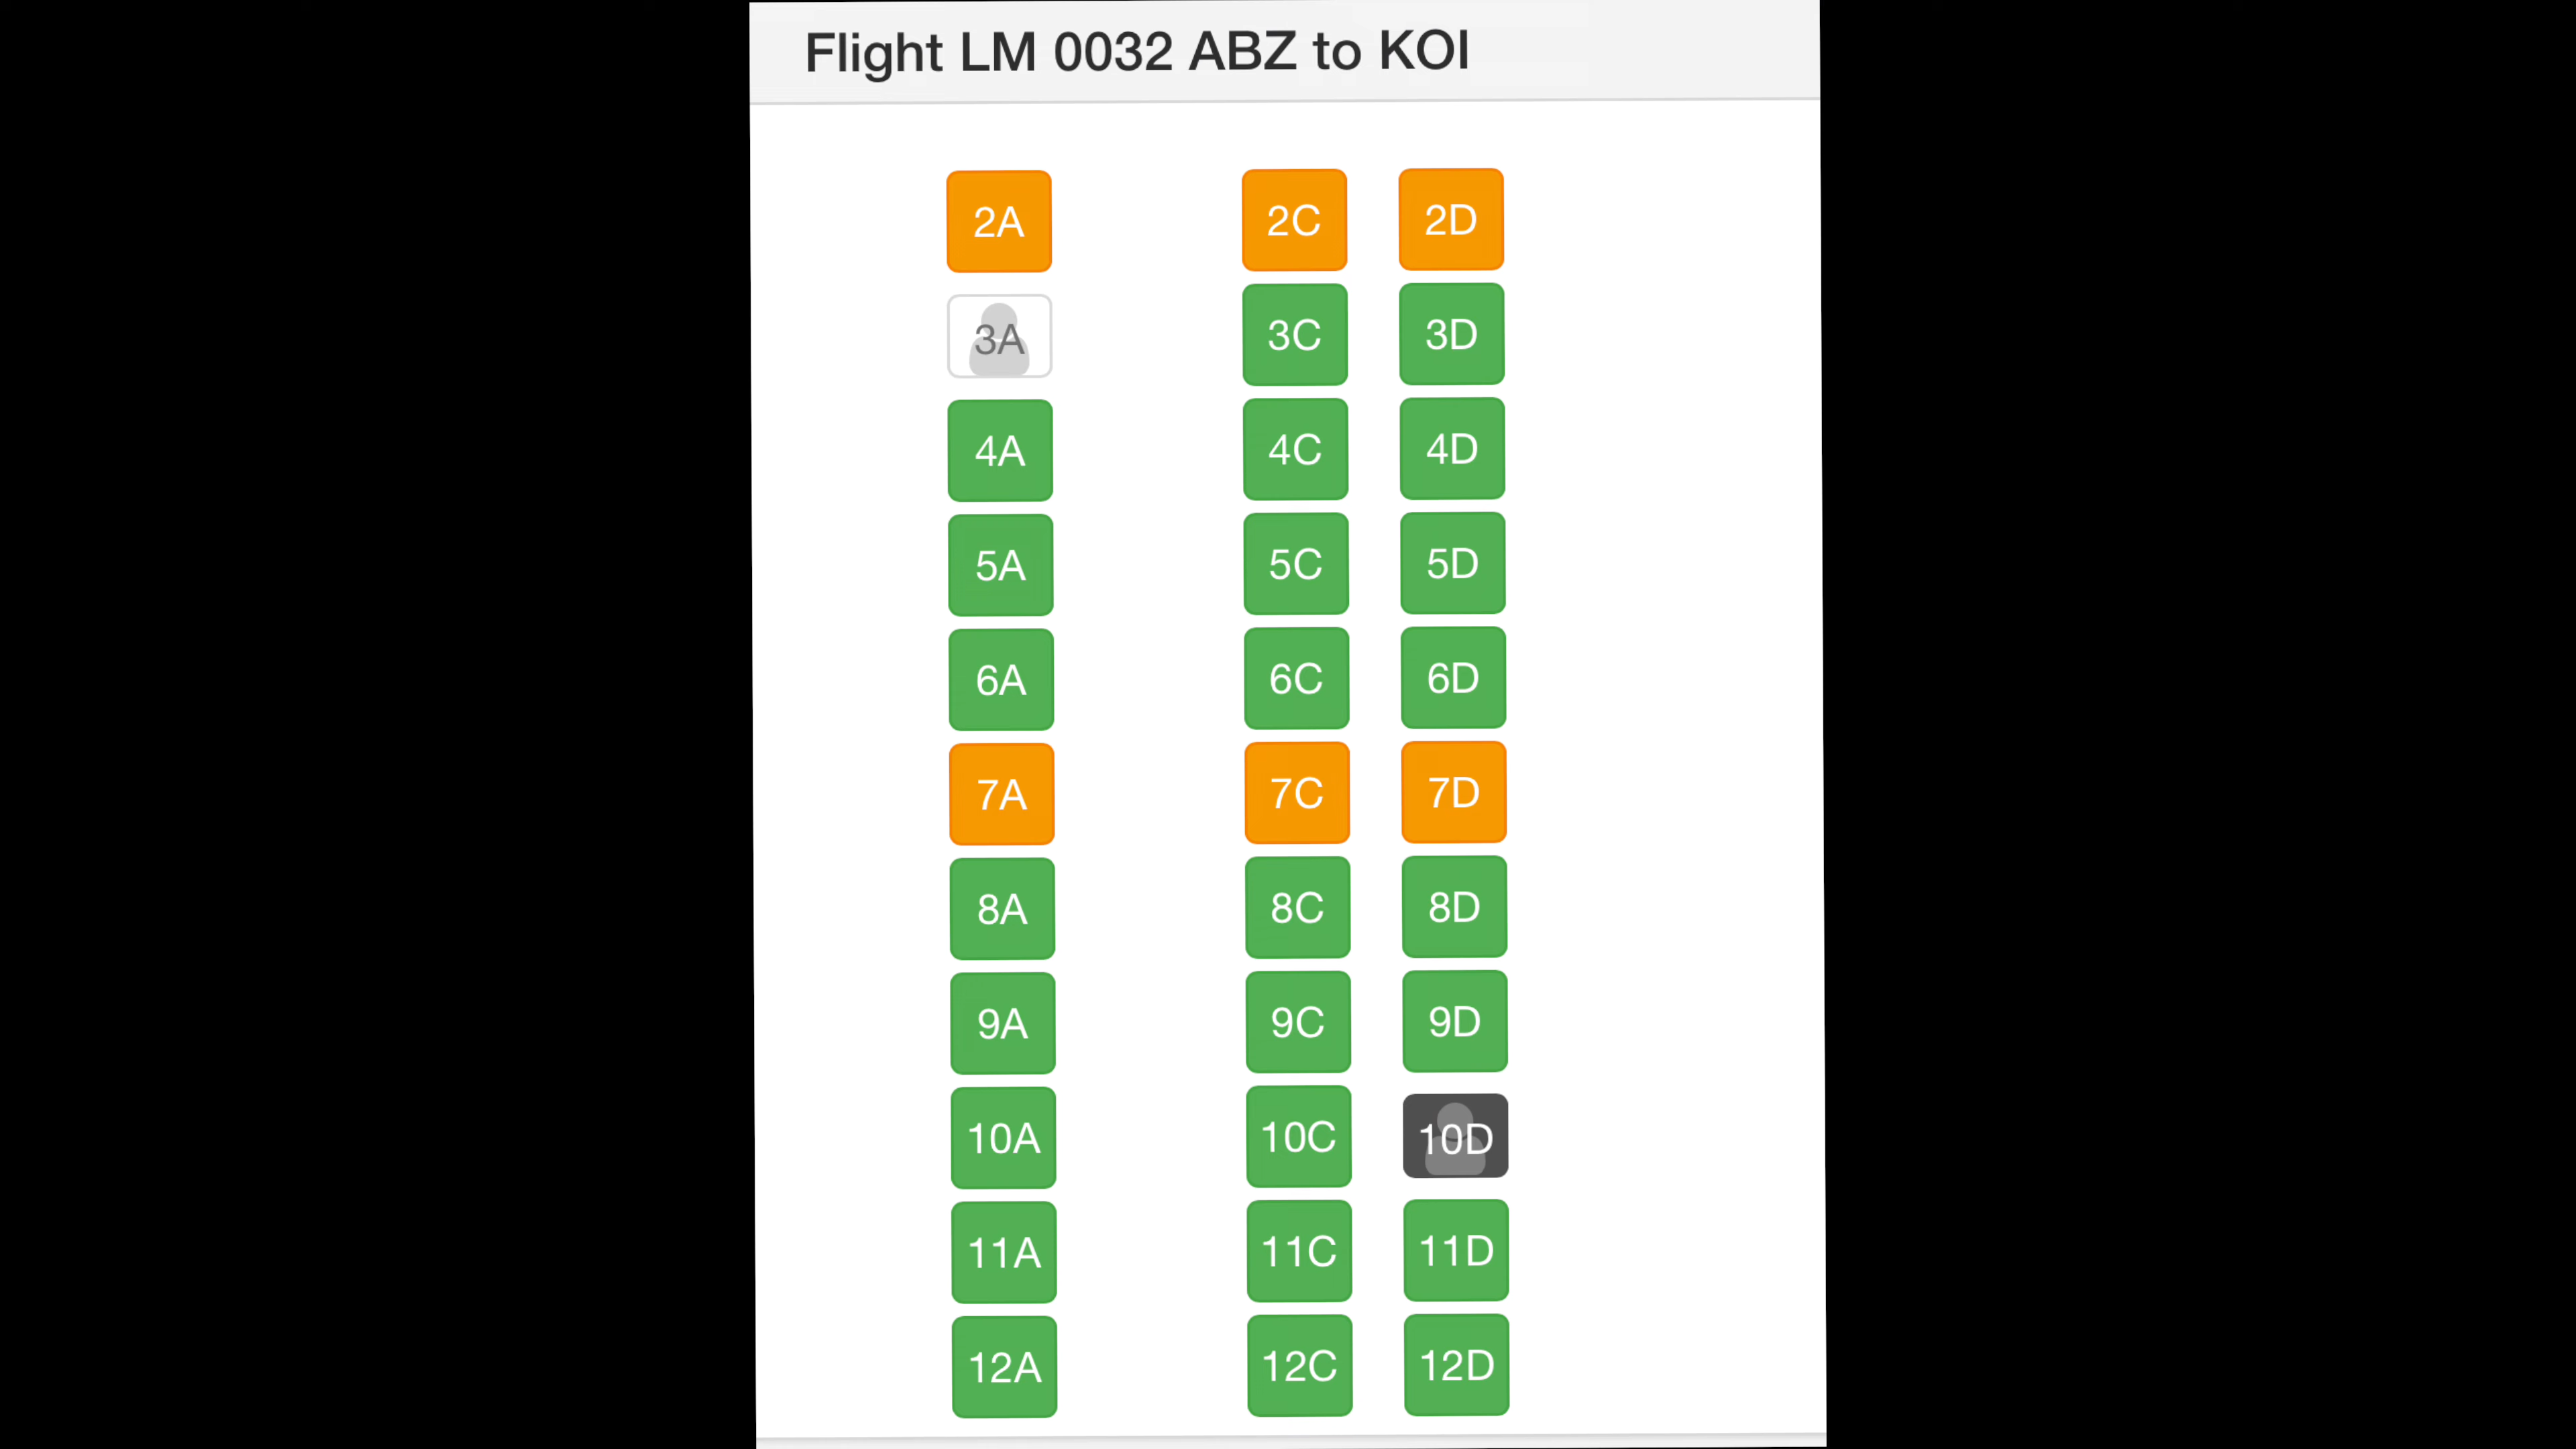 Flight LM 0032 ABZ to KOI
2A 2C 2D
3A 3C 3D
4A 4C 4D
5A 5C 5D
6A 6C 6D
7A 7C 7D
8A 8C 8D
9A 9C 9D
10A 10C 10D
11A 11C 11D
12A 12C 12D